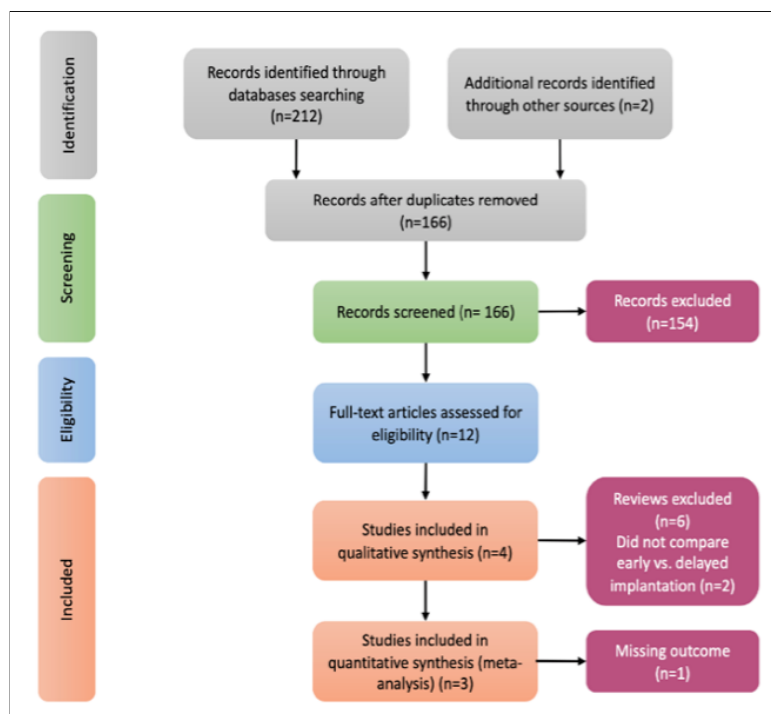 Identification
Records identified through
databases searching
(n=212)
Additional records identified
through other sources (n=2)
Records after duplicates removed
(n=166)
Screening
Records screened (n= 166)
Records excluded
(n=154)
Eligibility
Full-text articles assessed for
eligibility (n=12)
Included
Studies included in
qualitative synthesis (n=4)
Reviews excluded
(n=6)
Did not compare
early vs. delayed
implantation (n=2)
Studies included in
quantitative synthesis (meta-
analysis) (n=3)
Missing outcome
(n=1)